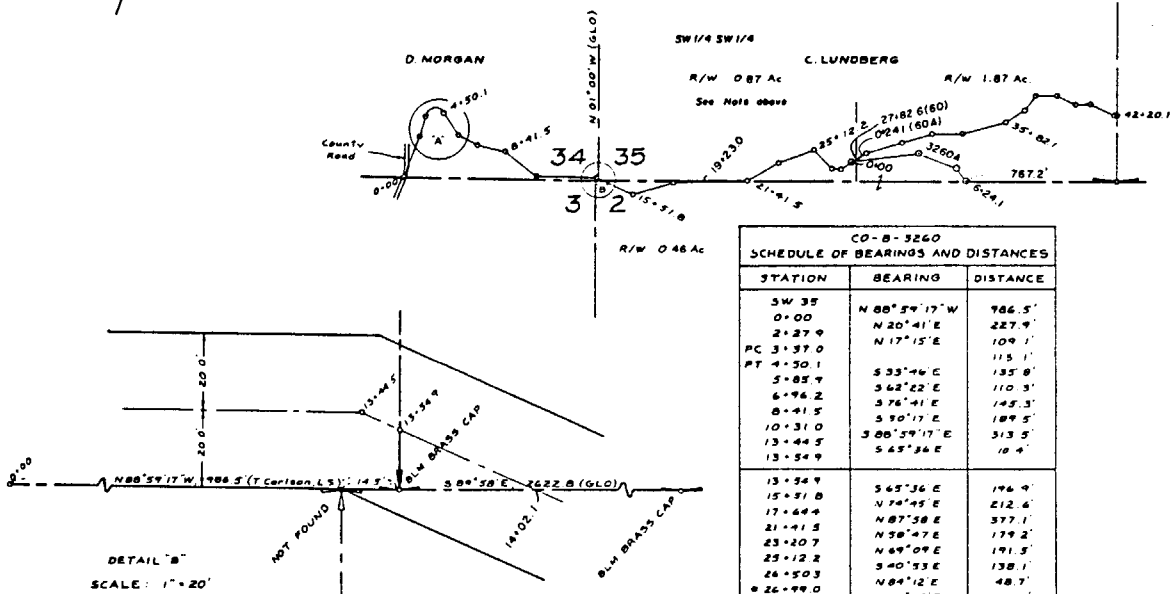 N 01° 00' W (GLO)
SW 1/4 SW 1/4
D. MORGAN
C. LUNDBERG
R/W 0.87 Ac
R/W 1.87 Ac.
See Note above
4+50.1
"A"
8+41.5
County
Road
0+00
34 35
3 2
"B"
15+51.8
19+23.0
21+41.5
25+12.2
27+82.6 (60)
0+241 (60A)
0+00
3260A
6+24.1
35+82.1
42+20.1
767.2'
R/W 0.46 Ac
CO-B-3260
SCHEDULE OF BEARINGS AND DISTANCES
STATION BEARING DISTANCE
SW 35
N 88° 59' 17" W 986.5'
0+00
N 20° 41' E 227.9'
2+27.9
N 17° 15' E 109.1'
PC 3+37.0
113.1'
PT 4+50.1
S 33° 46' E 135.8'
5+85.9
S 62° 22' E 110.3'
6+96.2
S 76° 41' E 145.3'
8+41.5
S 50° 17' E 189.5'
10+31.0
S 88° 59' 17" E 313.5'
13+44.5
S 65° 36' E 10.4'
13+54.9
13+54.9
S 65° 36' E 196.9'
15+51.8
N 74° 45' E 212.6'
17+64.4
N 87° 58' E 377.1'
21+41.5
N 58° 47' E 179.2'
23+20.7
N 69° 09' E 191.5'
25+12.2
S 40° 53' E 138.1'
26+50.3
N 84° 12' E 48.7'
26+99.0
20.0'
20.0'
13+44.5
13+54.9
BLM BRASS CAP
0+00
N 88° 59' 17" W 986.5' (T. Carlson, L.S.) 14.5'
S 89° 58' E 2622.8 (GLO)
NOT FOUND
14+02.1
BLM BRASS CAP
DETAIL "B"
SCALE: 1" = 20'